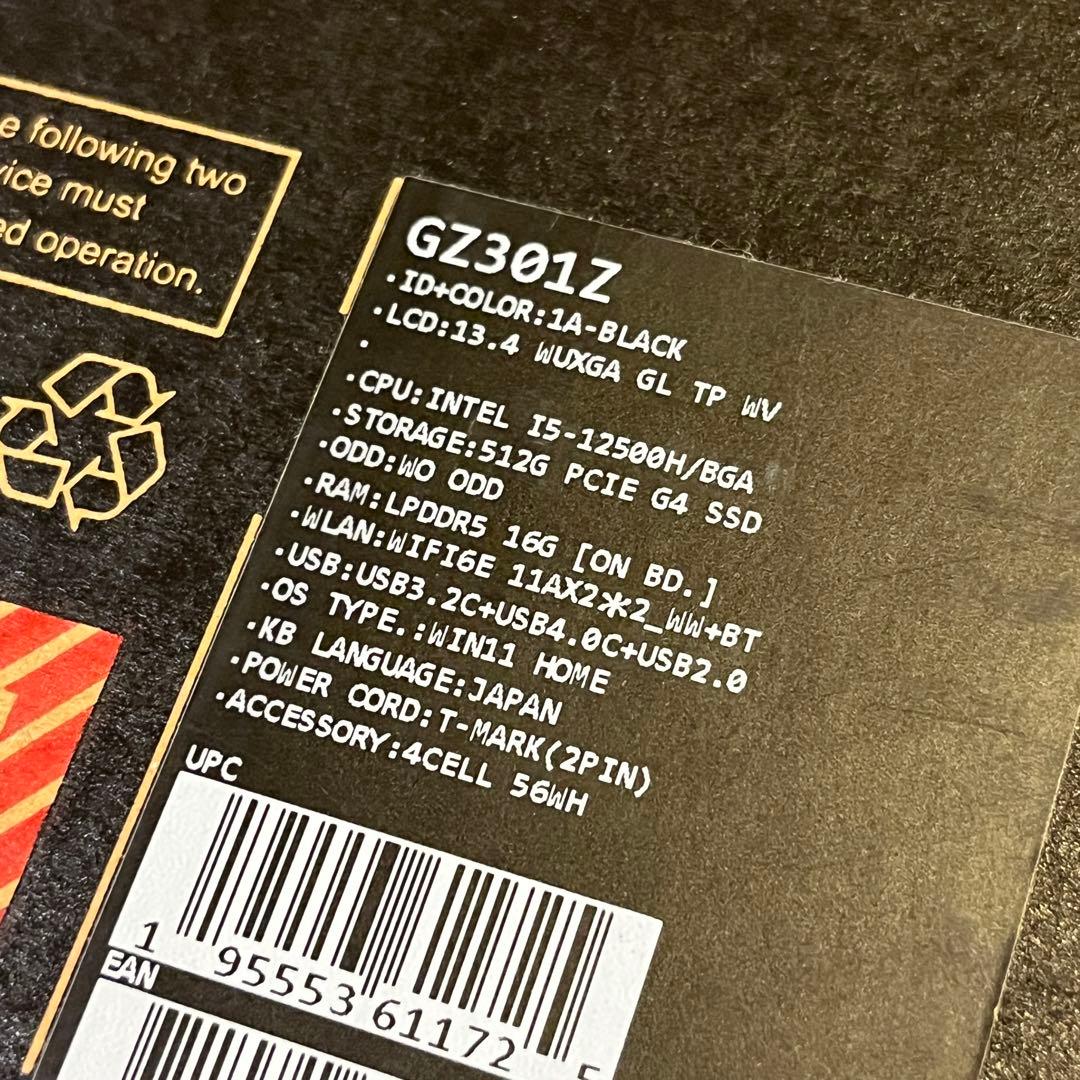 e following two
vice must
ed operation.
GZ301Z
·ID+COLOR:1A-BLACK
·LCD:13.4 WUXGA GL TP WV
·
·CPU:INTEL I5-12500H/BGA
·STORAGE:512G PCIE G4 SSD
·ODD:WO ODD
·RAM:LPDDR5 16G [ON BD.]
·WLAN:WIFI6E 11AX2*2_WW+BT
·USB:USB3.2C+USB4.0C+USB2.0
·OS TYPE.:WIN11 HOME
·KB LANGUAGE:JAPAN
·POWER CORD:T-MARK(2PIN)
·ACCESSORY:4CELL 56WH
UPC
1 95553 61172 5
EAN